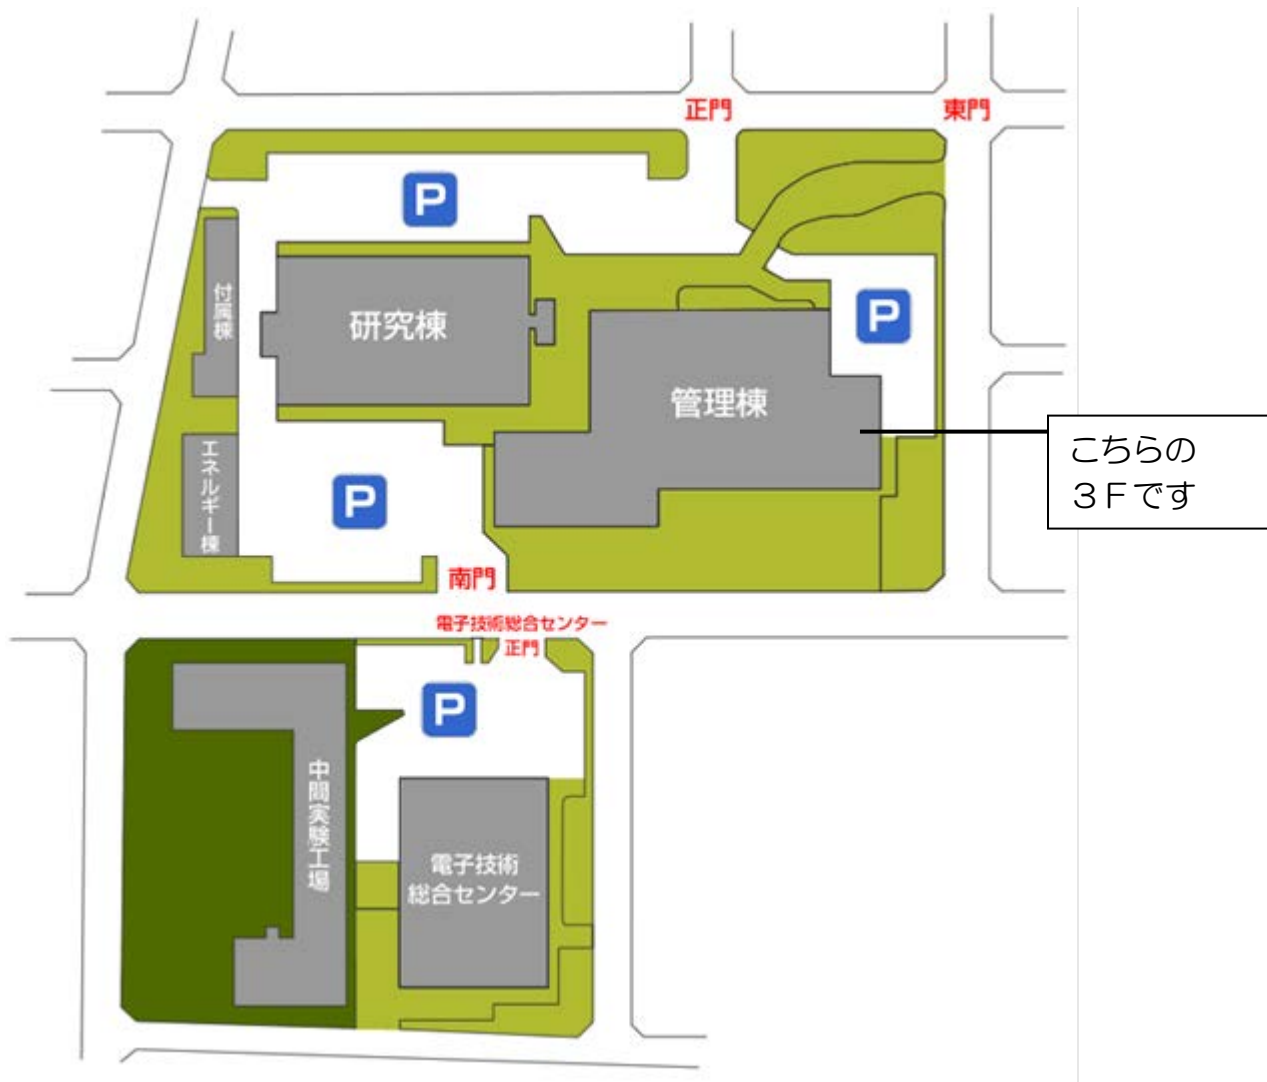 正門
東門
P
付属棟
研究棟
P
管理棟
こちらの
３Ｆです
エネルギー棟
P
南門
電子技術総合センター
正門
P
中間実験工場
電子技術
総合センター